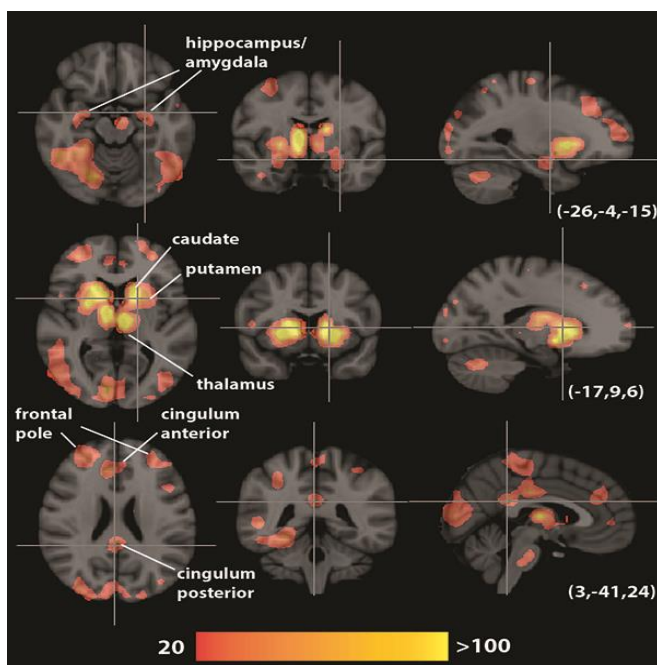 hippocampus/
amygdala
(-26,-4,-15)
caudate
putamen
thalamus
(-17,9,6)
frontal
pole
cingulum
anterior
cingulum
posterior
(3,-41,24)
20
>100